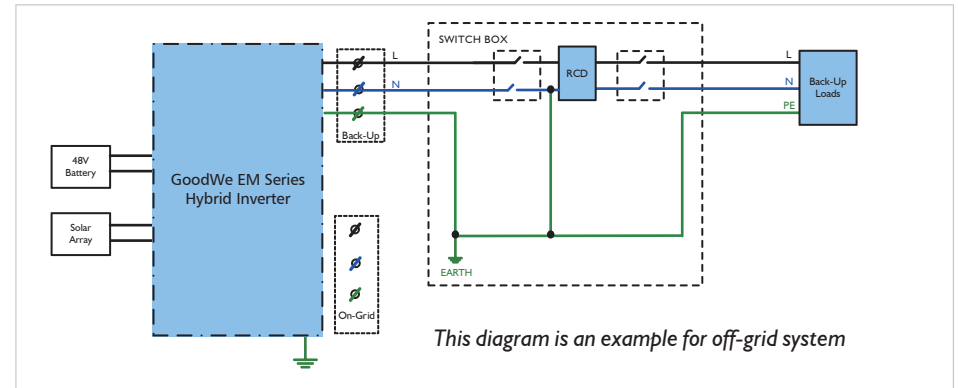 SWITCH BOX
L
N
Back-Up
RCD
L
N
PE
Back-Up
Loads
48V
Battery
GoodWe EM Series
Hybrid Inverter
Solar
Array
On-Grid
EARTH
This diagram is an example for off-grid system